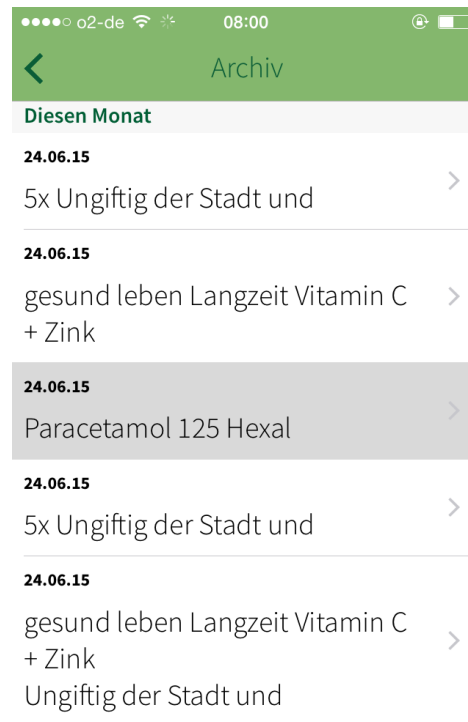 o2-de 08:00
Archiv
Diesen Monat
24.06.15
5x Ungiftig der Stadt und
24.06.15
gesund leben Langzeit Vitamin C
+ Zink
24.06.15
Paracetamol 125 Hexal
24.06.15
5x Ungiftig der Stadt und
24.06.15
gesund leben Langzeit Vitamin C
+ Zink
Ungiftig der Stadt und